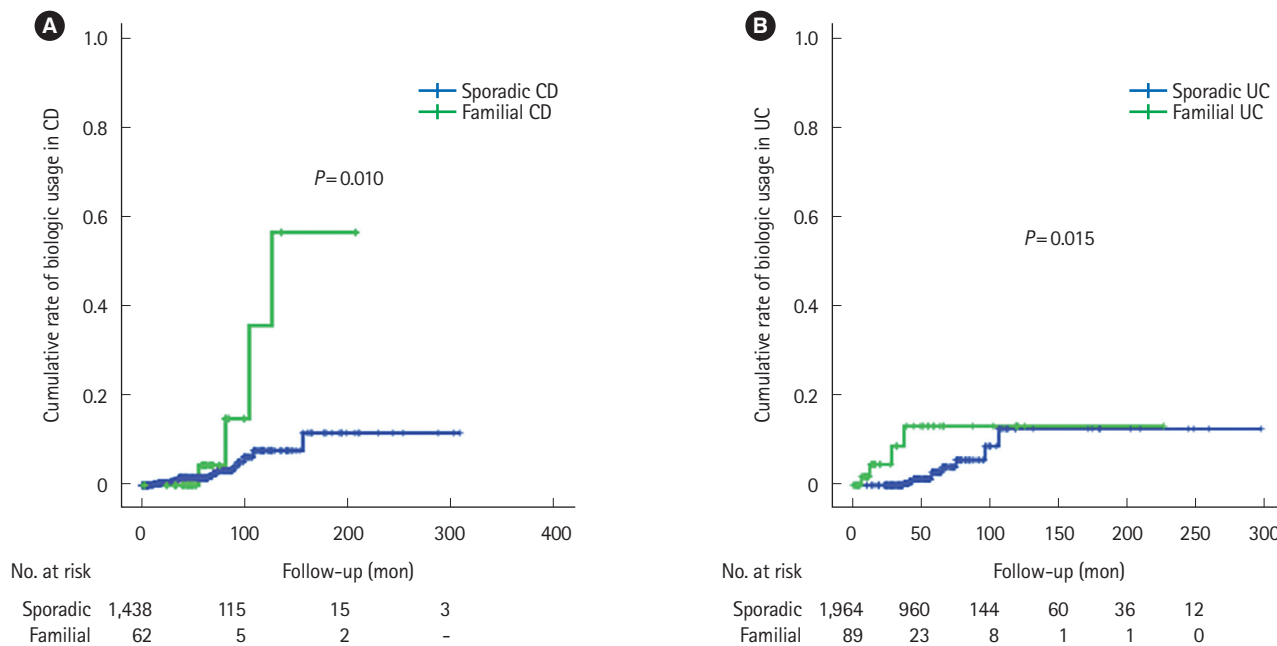 A
1.0
0.8
0.6
0.4
0.2
0
Cumulative rate of biologic usage in CD
Sporadic CD
Familial CD
P=0.010
0 100 200 300 400
No. at risk Follow-up (mon)
Sporadic 1,438 115 15 3
Familial 62 5 2 -
B
1.0
0.8
0.6
0.4
0.2
0
Cumulative rate of biologic usage in UC
Sporadic UC
Familial UC
P=0.015
0 50 100 150 200 250 300
No. at risk Follow-up (mon)
Sporadic 1,964 960 144 60 36 12
Familial 89 23 8 1 1 0